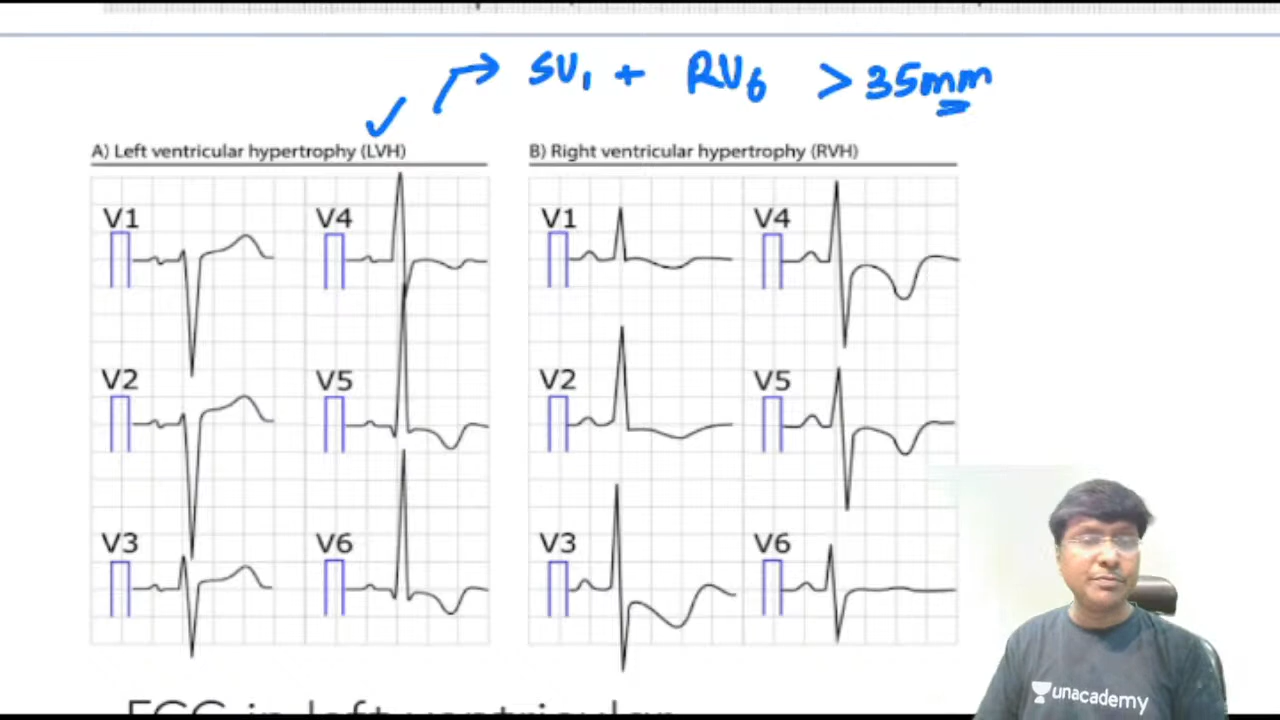 SV1 + RV6 > 35mm
A) Left ventricular hypertrophy (LVH)
B) Right ventricular hypertrophy (RVH)
V1 V4
V2 V5
V3 V6
V1 V4
V2 V5
V3 V6
unacademy